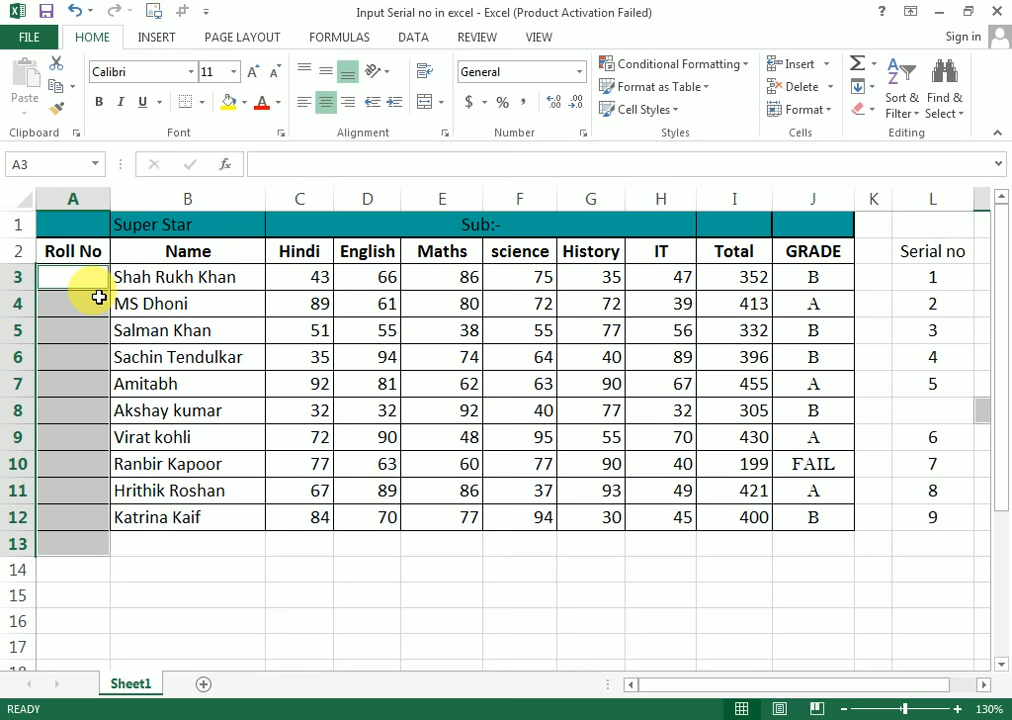 Input Serial no in excel - Excel (Product Activation Failed)
FILE HOME INSERT PAGE LAYOUT FORMULAS DATA REVIEW VIEW Sign in
Paste
Calibri 11
B I U A
General
$ % , .0 .00 .00 .0
Conditional Formatting
Format as Table
Cell Styles
Insert
Delete
Format
Sort & Filter
Find & Select
Clipboard Font Alignment Number Styles Cells Editing
A3 fx
A B C D E F G H I J K L
1 Super Star Sub:-
2 Roll No Name Hindi English Maths science History IT Total GRADE Serial no
3 Shah Rukh Khan 43 66 86 75 35 47 352 B 1
4 MS Dhoni 89 61 80 72 72 39 413 A 2
5 Salman Khan 51 55 38 55 77 56 332 B 3
6 Sachin Tendulkar 35 94 74 64 40 89 396 B 4
7 Amitabh 92 81 62 63 90 67 455 A 5
8 Akshay kumar 32 32 92 40 77 32 305 B
9 Virat kohli 72 90 48 95 55 70 430 A 6
10 Ranbir Kapoor 77 63 60 77 90 40 199 FAIL 7
11 Hrithik Roshan 67 89 86 37 93 49 421 A 8
12 Katrina Kaif 84 70 77 94 30 45 400 B 9
13
14
15
16
17
18
Sheet1
READY 130%